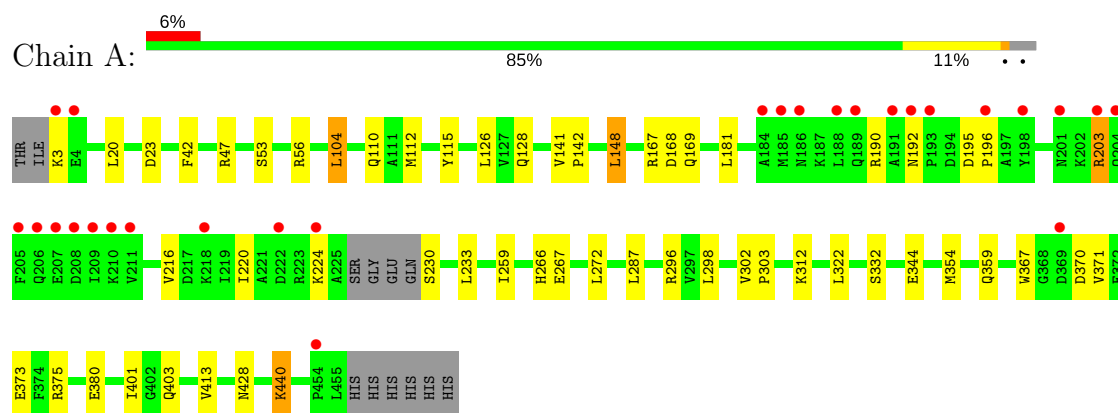 6%
Chain A:
85% 11% • •
THR ILE K3 E4 L20 D23 F42 R47 S53 R56 L104 Q110 A111 M112 Y115 L126 V127 Q128 V141 P142 L148 R167 D168 Q169 L181 A184 M185 N186 K187 L188 Q189 R190 A191 N192 P193 D194 D195 P196 A197 Y198 N201 K202 R203
F205 Q206 E207 D208 I209 K210 V211 V216 D217 K218 I219 I220 A221 D222 R223 K224 A225 SER GLY GLU GLN S230 L233 I259 H266 E267 L272 L287 R296 V297 L298 V302 P303 K312 L322 S332 E344 M354 Q359 W367 G368 D369 D370 V371
E373 F374 R375 E380 I401 G402 Q403 V413 N428 K440 P454 L455 HIS HIS HIS HIS HIS HIS